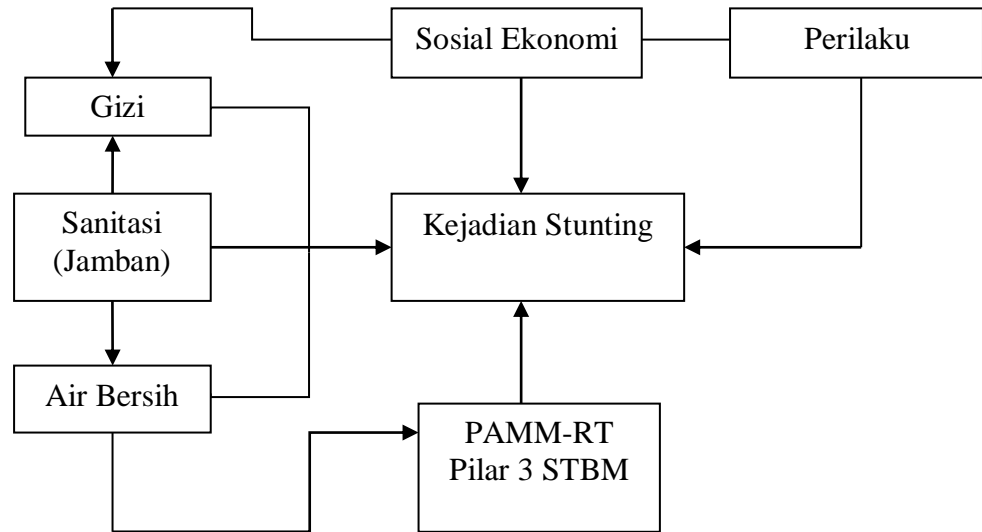 Sosial Ekonomi
Perilaku
Gizi
Sanitasi
(Jamban)
Kejadian Stunting
Air Bersih
PAMM-RT
Pilar 3 STBM